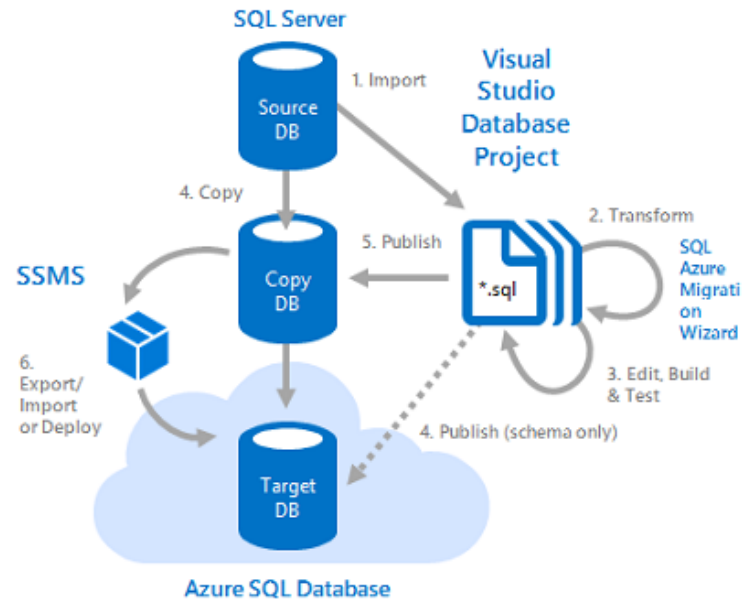 SQL Server
1. Import
Visual
Studio
Database
Project
Source
DB
4. Copy
2. Transform
5. Publish
SQL
Azure
Migrati
on
Wizard
SSMS
Copy
DB
*.sql
6.
Export/
Import
or Deploy
3. Edit, Build
& Test
4. Publish (schema only)
Target
DB
Azure SQL Database